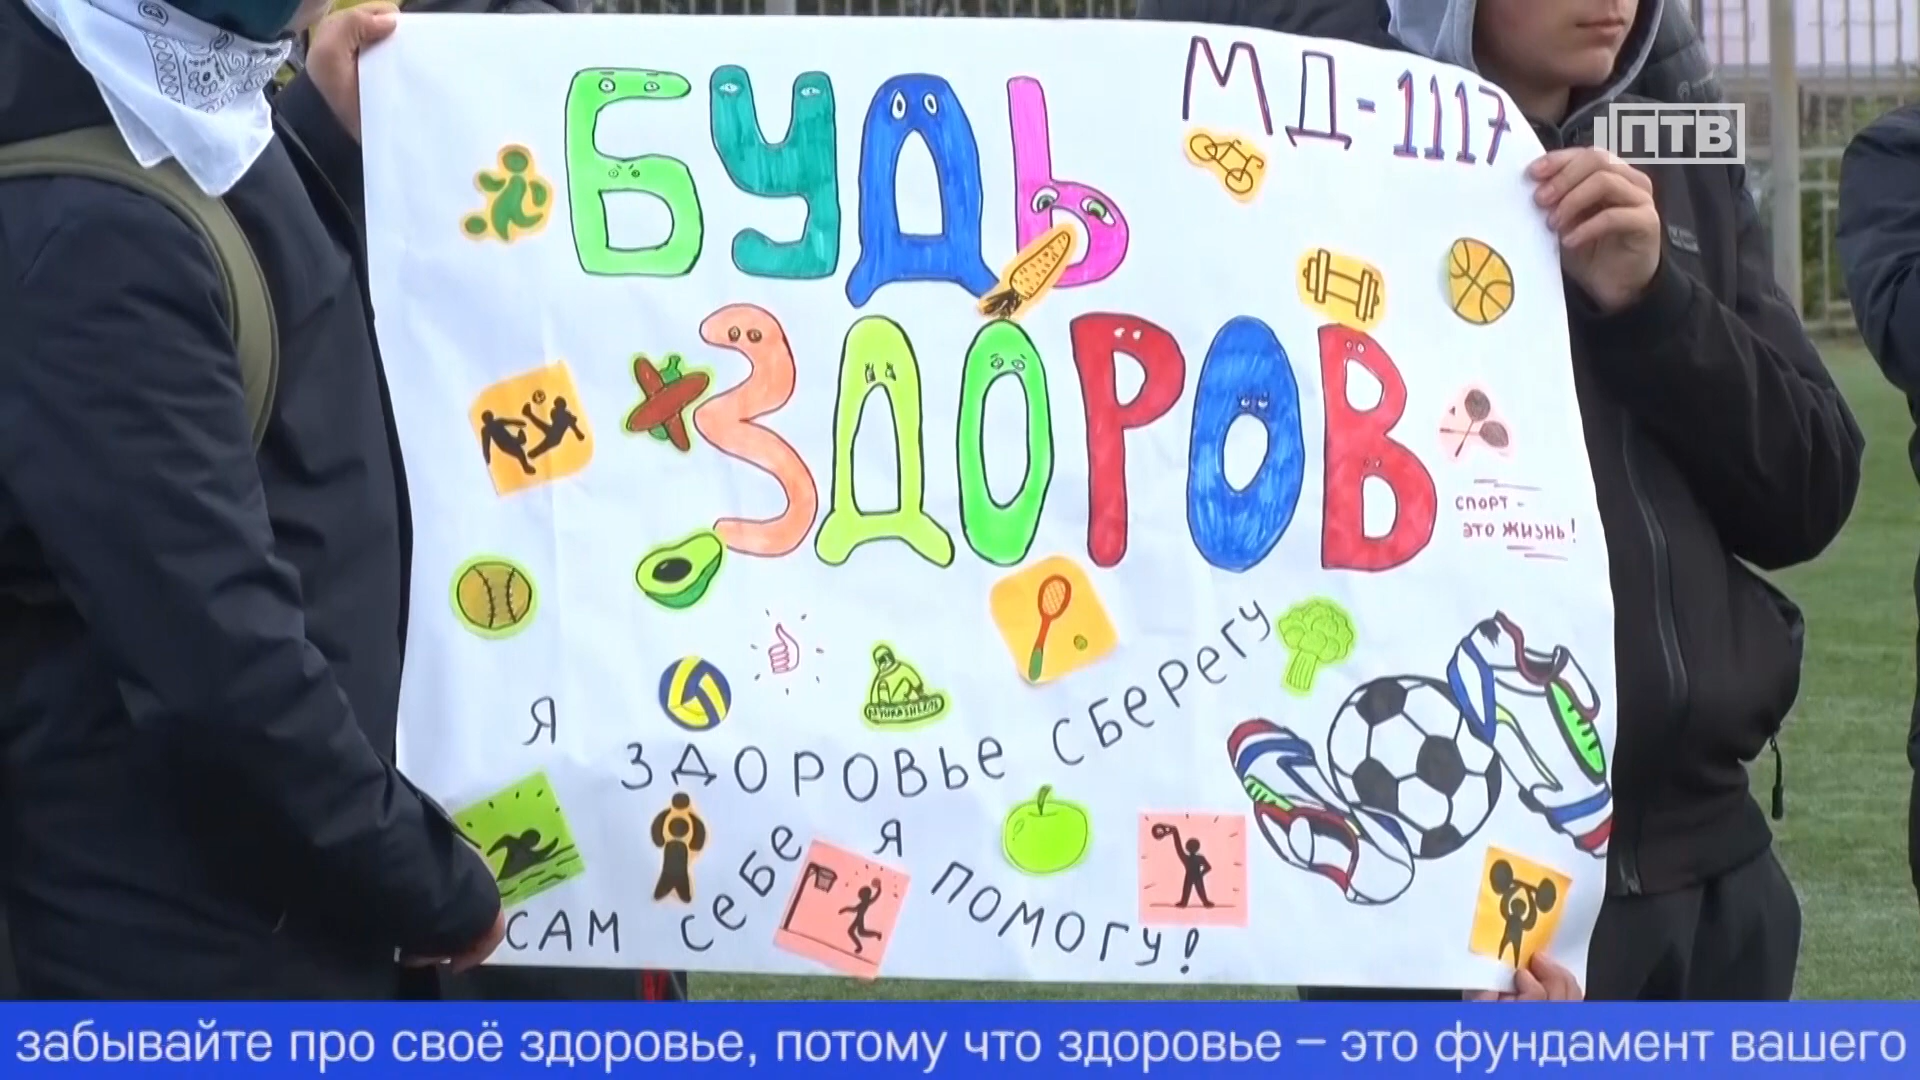 МД-1117
ПТВ
БУДЬ
ЗДОРОВ
СПОРТ -
ЭТО ЖИЗНЬ!
Я ЗДОРОВЬЕ СБЕРЕГУ
САМ СЕБЕ Я ПОМОГУ!
забывайте про своё здоровье, потому что здоровье – это фундамент вашего